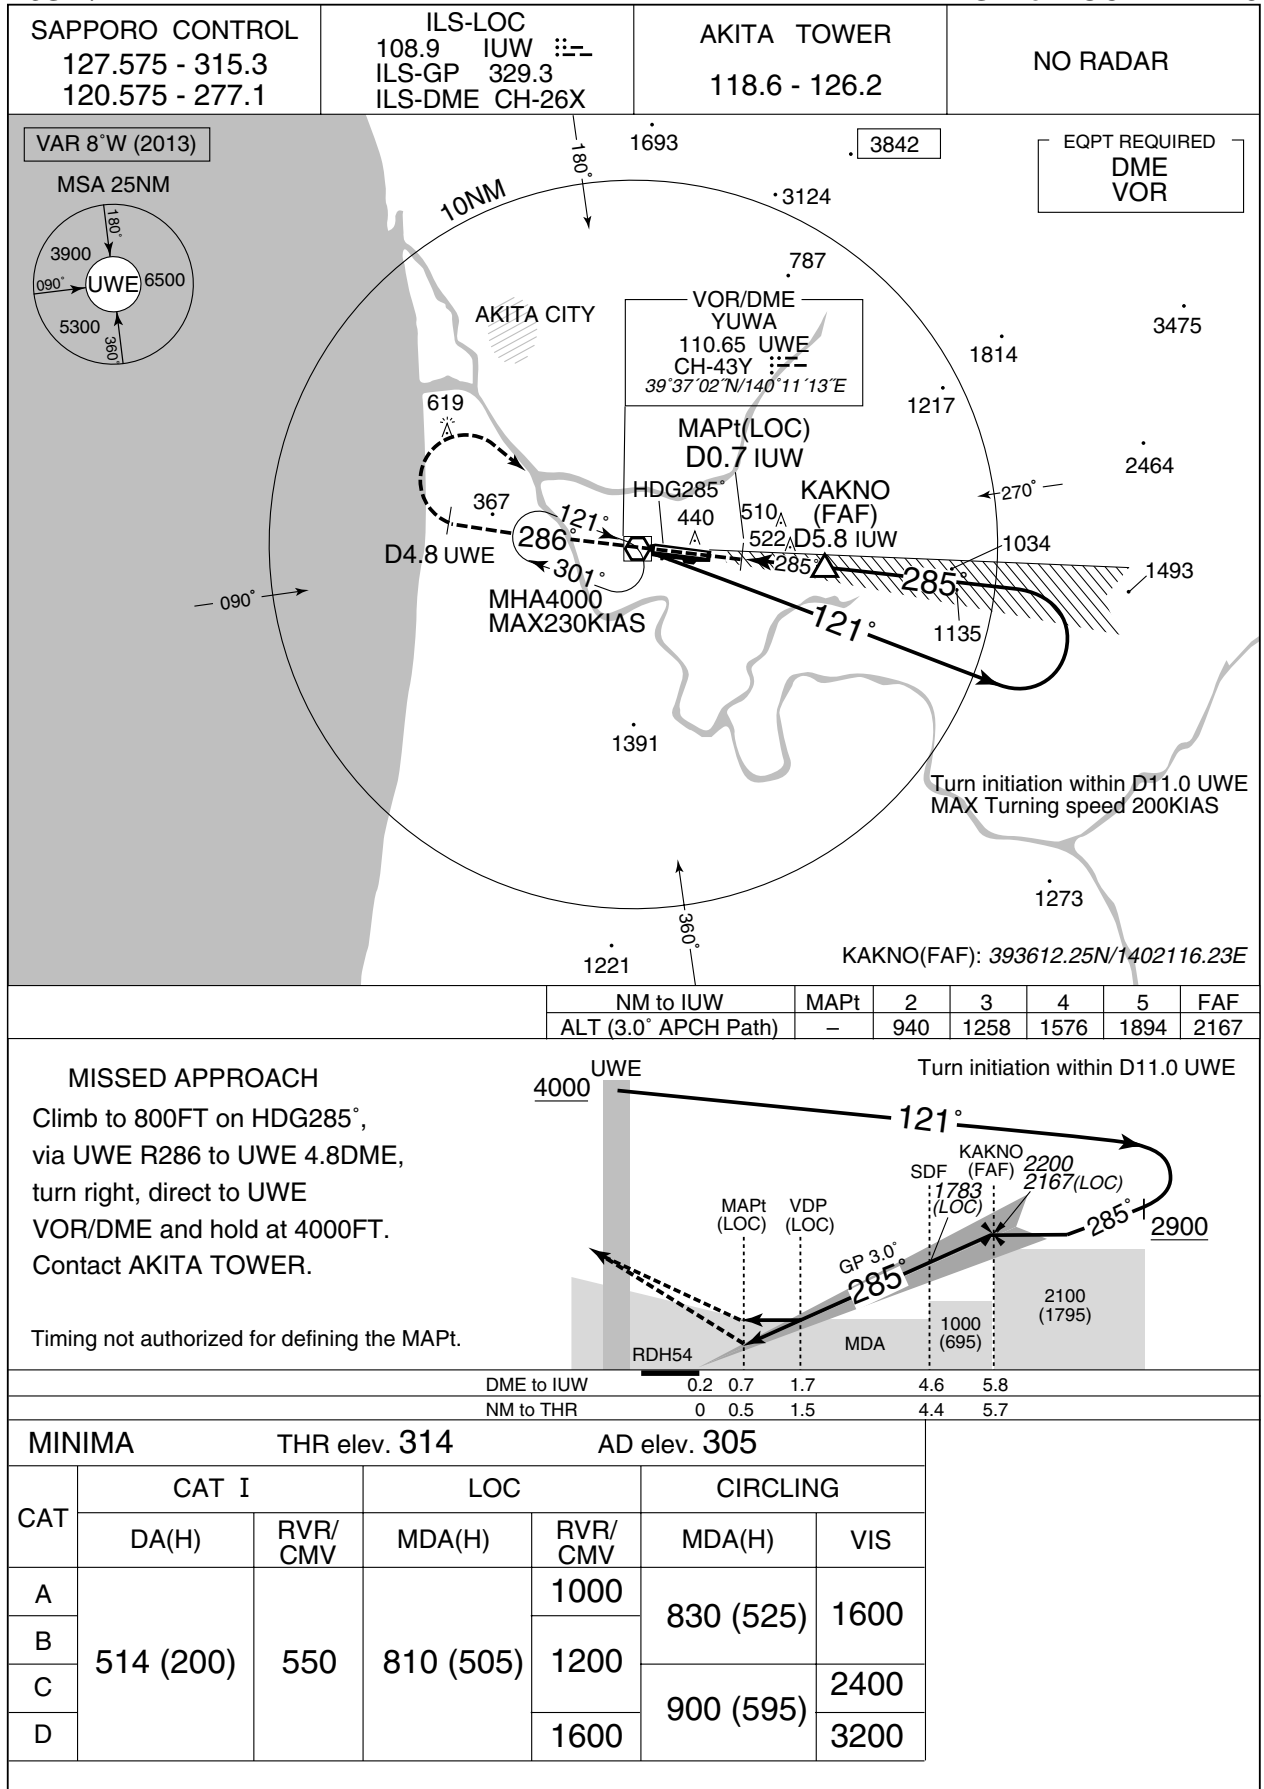 SAPPORO CONTROL
127.575 - 315.3
120.575 - 277.1
ILS-LOC
108.9 IUW
ILS-GP 329.3
ILS-DME CH-26X
AKITA TOWER
118.6 - 126.2
NO RADAR
VAR 8°W (2013)
MSA 25NM
180°
3900
090°
UWE
6500
5300
360°
180°
1693
3842
EQPT REQUIRED
DME
VOR
10NM
3124
787
AKITA CITY
VOR/DME
YUWA
110.65 UWE
CH-43Y
39°37´02˝N/140°11´13˝E
3475
1814
1217
619
MAPt(LOC)
D0.7 IUW
2464
HDG285°
KAKNO
(FAF)
D5.8 IUW
270°
367
121°
440
510
522
286°
D4.8 UWE
285°
1034
301°
285°
1493
090°
MHA4000
MAX230KIAS
121°
1135
1391
Turn initiation within D11.0 UWE
MAX Turning speed 200KIAS
1273
360°
1221
KAKNO(FAF): 393612.25N/1402116.23E
NM to IUW MAPt 2 3 4 5 FAF
ALT (3.0° APCH Path) – 940 1258 1576 1894 2167
MISSED APPROACH
Climb to 800FT on HDG285°,
via UWE R286 to UWE 4.8DME,
turn right, direct to UWE
VOR/DME and hold at 4000FT.
Contact AKITA TOWER.
Timing not authorized for defining the MAPt.
UWE
4000
Turn initiation within D11.0 UWE
121°
KAKNO
(FAF)
2200
2167(LOC)
SDF
1783
(LOC)
MAPt
(LOC)
VDP
(LOC)
285°
2900
GP 3.0°
285°
2100
(1795)
1000
(695)
MDA
RDH54
DME to IUW 0.2 0.7 1.7 4.6 5.8
NM to THR 0 0.5 1.5 4.4 5.7
MINIMA THR elev. 314 AD elev. 305
CAT
CAT I LOC CIRCLING
DA(H) RVR/CMV MDA(H) RVR/CMV MDA(H) VIS
A 1000
830 (525) 1600
B
514 (200) 550 810 (505) 1200
C 2400
900 (595)
D 1600 3200